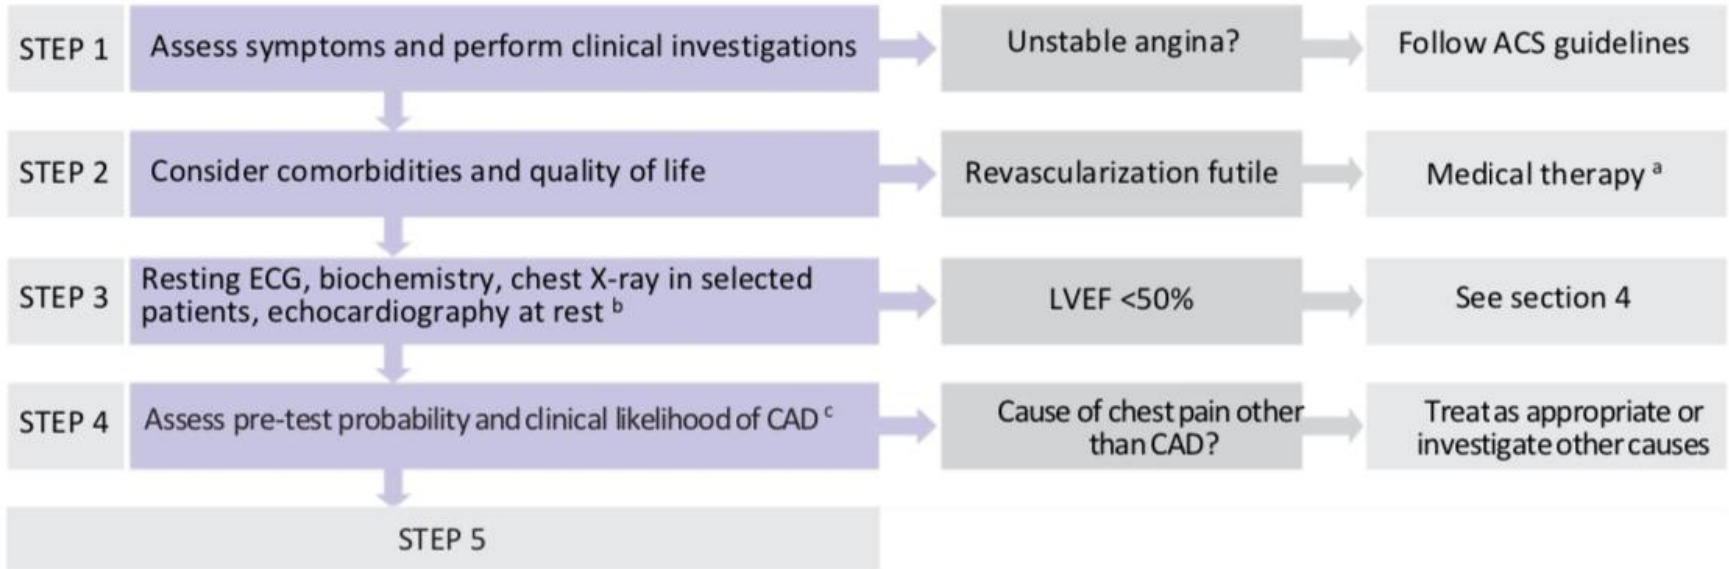 STEP 1
Assess symptoms and perform clinical investigations
Unstable angina?
Follow ACS guidelines
STEP 2
Consider comorbidities and quality of life
Revascularization futile
Medical therapy a
STEP 3
Resting ECG, biochemistry, chest X-ray in selected
patients, echocardiography at rest b
LVEF <50%
See section 4
STEP 4
Assess pre-test probability and clinical likelihood of CAD c
Cause of chest pain other
than CAD?
Treat as appropriate or
investigate other causes
STEP 5